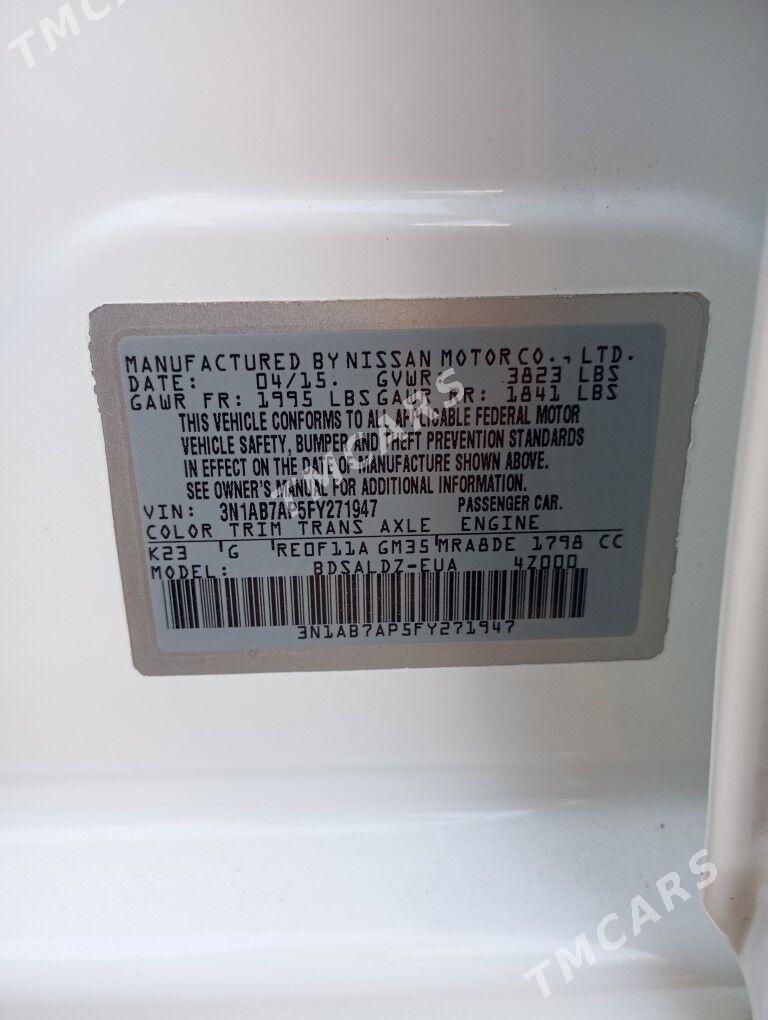 TMCARS
MANUFACTURED BY NISSAN MOTOR CO., LTD.
DATE: 04/15. GVWR: 3823 LBS
GAWR FR: 1995 LBS GAWR RR: 1841 LBS
THIS VEHICLE CONFORMS TO ALL APPLICABLE FEDERAL MOTOR
VEHICLE SAFETY, BUMPER AND THEFT PREVENTION STANDARDS
IN EFFECT ON THE DATE OF MANUFACTURE SHOWN ABOVE.
SEE OWNER'S MANUAL FOR ADDITIONAL INFORMATION.
VIN: 3N1AB7AP5FY271947 PASSENGER CAR.
COLOR TRIM TRANS AXLE ENGINE
K23 G RE0F11A GM35 MRA8DE 1798 CC
MODEL: BDSALDZ-EUA 4Z000
3N1AB7AP5FY271947
TMCARS
TMCARS